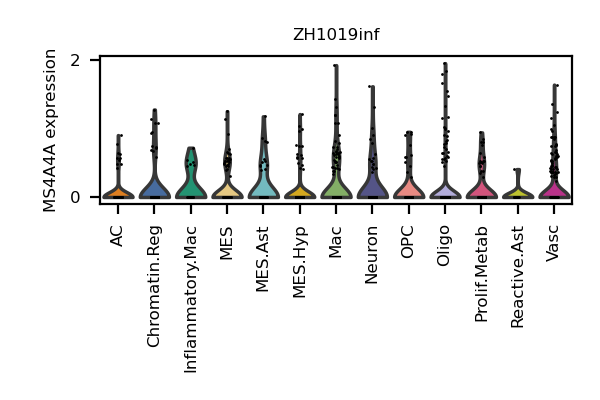 ZH1019inf
MS4A4A expression
2
0
AC
Chromatin.Reg
Inflammatory.Mac
MES
MES.Ast
MES.Hyp
Mac
Neuron
OPC
Oligo
Prolif.Metab
Reactive.Ast
Vasc